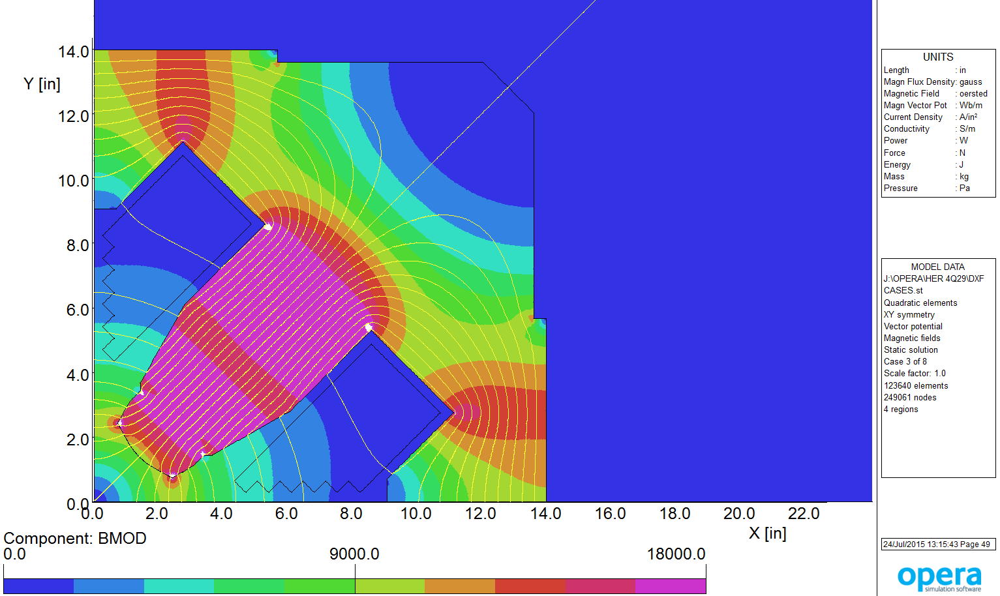 14.0
Y [in]
12.0
10.0
8.0
6.0
4.0
2.0
0.0
0.0 2.0 4.0 6.0 8.0 10.0 12.0 14.0 16.0 18.0 20.0 22.0
X [in]
Component: BMOD
0.0 9000.0 18000.0
UNITS
Length : in
Magn Flux Density: gauss
Magnetic Field : oersted
Magn Vector Pot : Wb/m
Current Density : A/in²
Conductivity : S/m
Power : W
Force : N
Energy : J
Mass : kg
Pressure : Pa
MODEL DATA
J:\OPERA\HER 4Q29\DXF
CASES.st
Quadratic elements
XY symmetry
Vector potential
Magnetic fields
Static solution
Case 3 of 8
Scale factor: 1.0
123640 elements
249061 nodes
4 regions
24/Jul/2015 13:15:43 Page 49
opera
simulation software